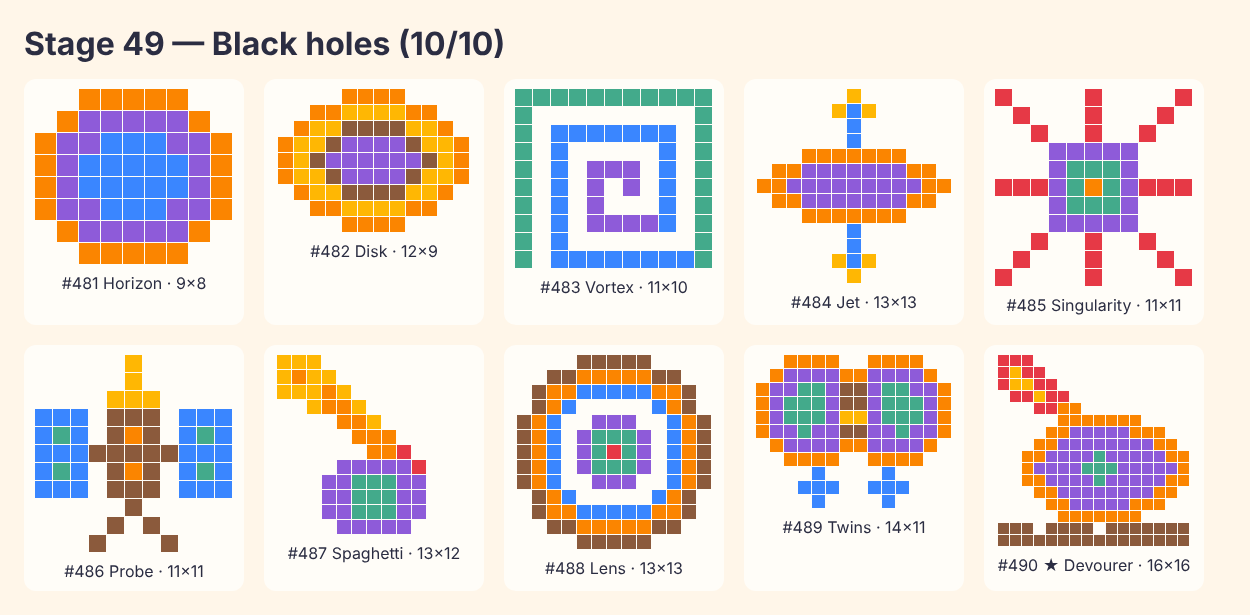 Stage 49 — Black holes (10/10)
#481 Horizon · 9×8
#482 Disk · 12×9
#483 Vortex · 11×10
#484 Jet · 13×13
#485 Singularity · 11×11
#486 Probe · 11×11
#487 Spaghetti · 13×12
#488 Lens · 13×13
#489 Twins · 14×11
#490 ★ Devourer · 16×16